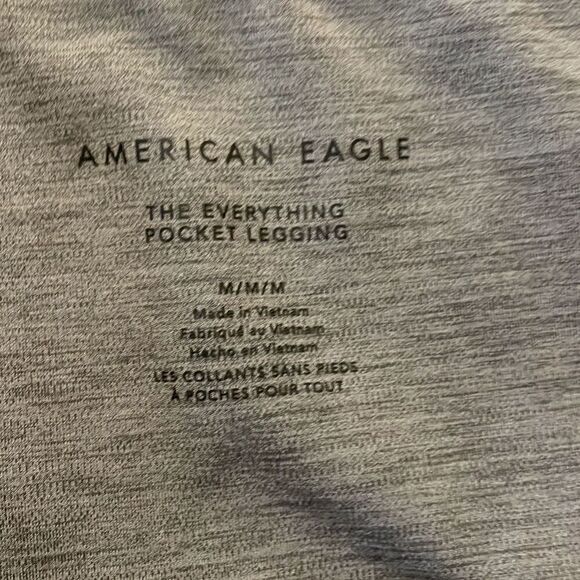 AMERICAN EAGLE
THE EVERYTHING
POCKET LEGGING
M/M/M
Made in Vietnam
Fabriqué au Vietnam
Hecho en Vietnam
LES COLLANTS SANS PIEDS
À POCHES POUR TOUT